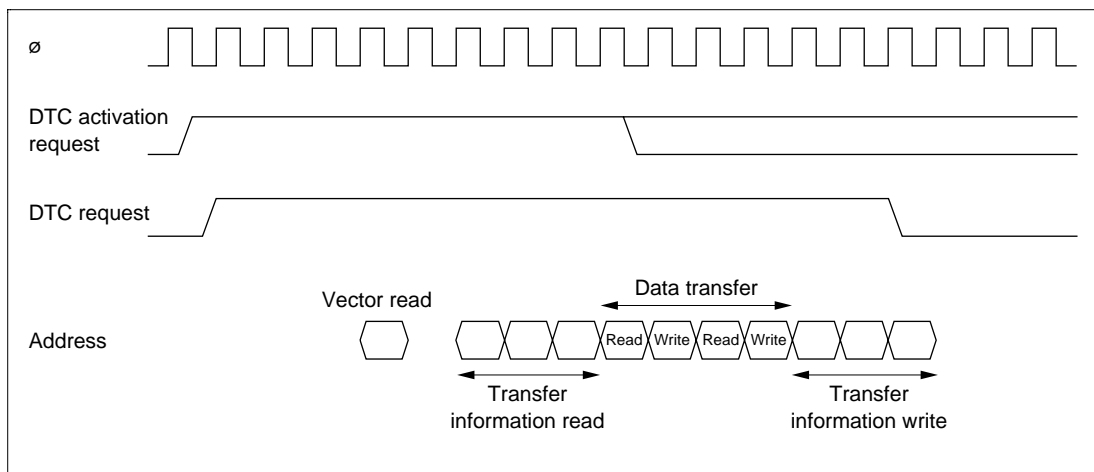 ø
DTC activation
request
DTC request
Data transfer
Vector read
Address
Read Write Read Write
Transfer
information read
Transfer
information write